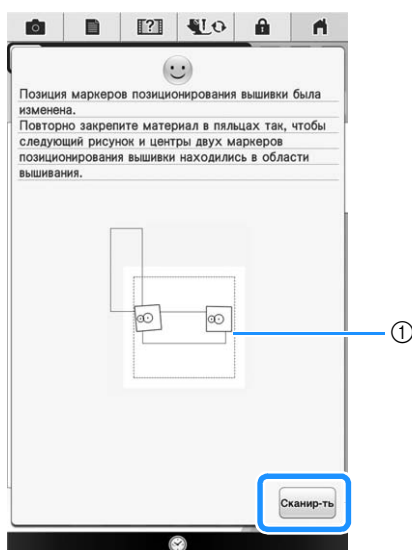 Позиция маркеров позиционирования вышивки была
изменена.
Повторно закрепите материал в пяльцах так, чтобы
следующий рисунок и центры двух маркеров
позиционирования вышивки находились в области
вышивания.
①
Сканир-ть